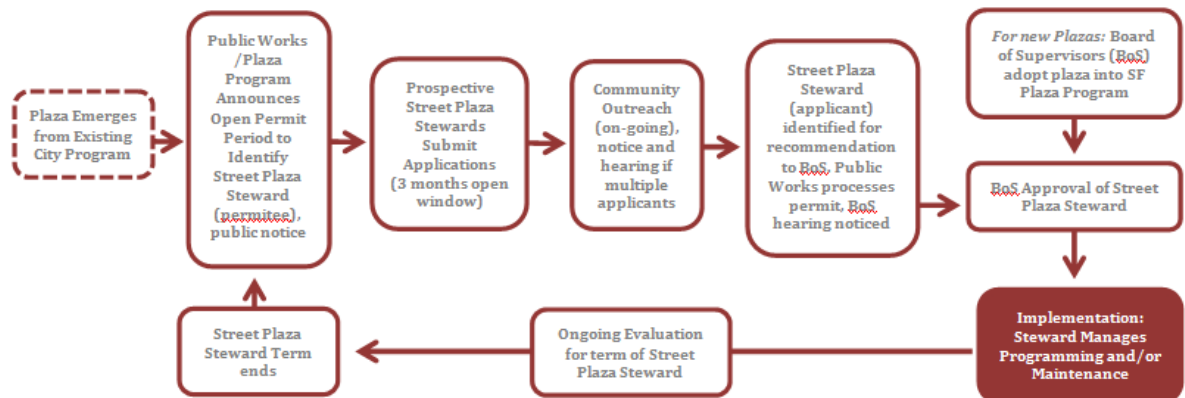 Plaza Emerges
from Existing
City Program
Public Works
/Plaza
Program
Announces
Open Permit
Period to
Identify
Street Plaza
Steward
(permitee),
public notice
Prospective
Street Plaza
Stewards
Submit
Applications
(3 months open
window)
Community
Outreach
(on-going),
notice and
hearing if
multiple
applicants
Street Plaza
Steward
(applicant)
identified for
recommendation
to BoS, Public
Works processes
permit, BoS
hearing noticed
For new Plazas: Board
of Supervisors (BoS)
adopt plaza into SF
Plaza Program
BoS Approval of Street
Plaza Steward
Implementation:
Steward Manages
Programming and/or
Maintenance
Ongoing Evaluation
for term of Street
Plaza Steward
Street Plaza
Steward Term
ends